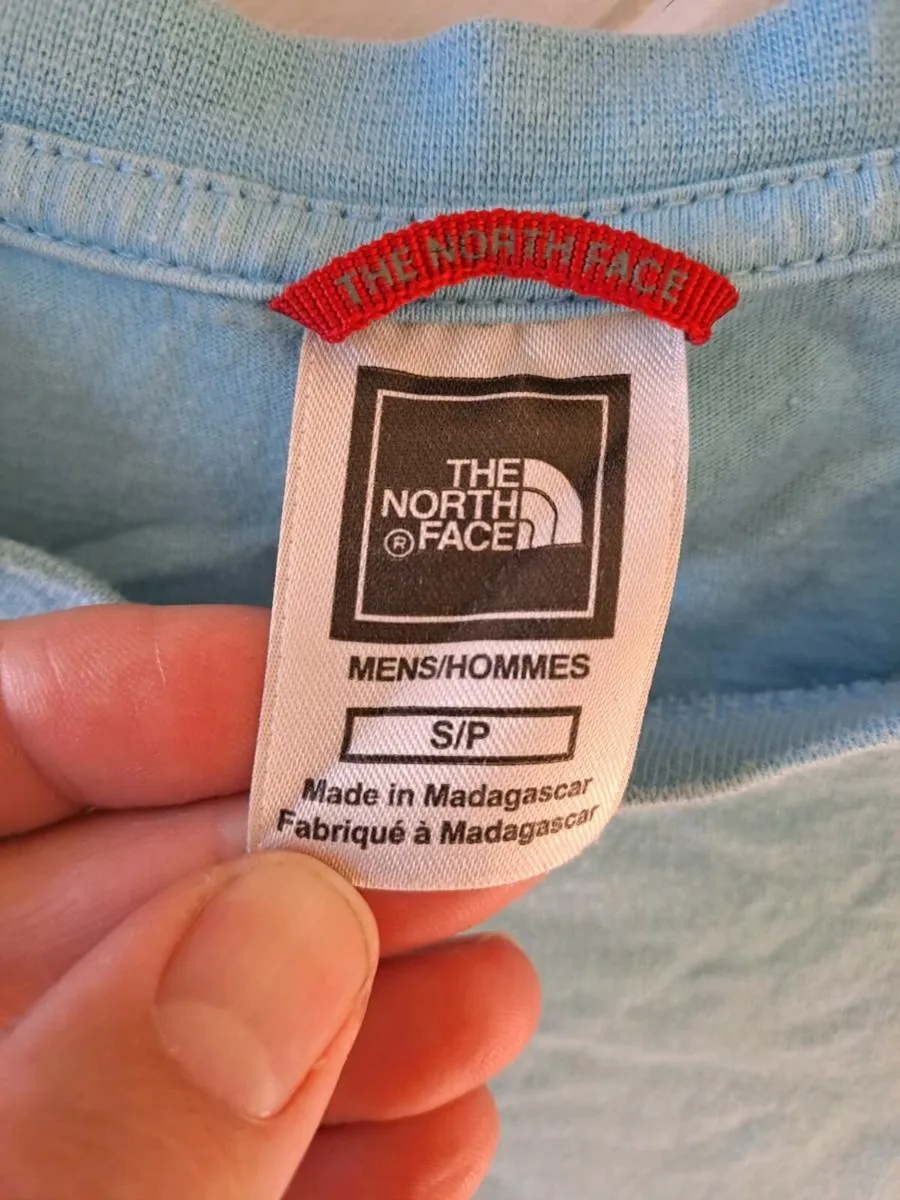 THE NORTH FACE
THE
NORTH
® FACE
MENS/HOMMES
S/P
Made in Madagascar
Fabriqué à Madagascar